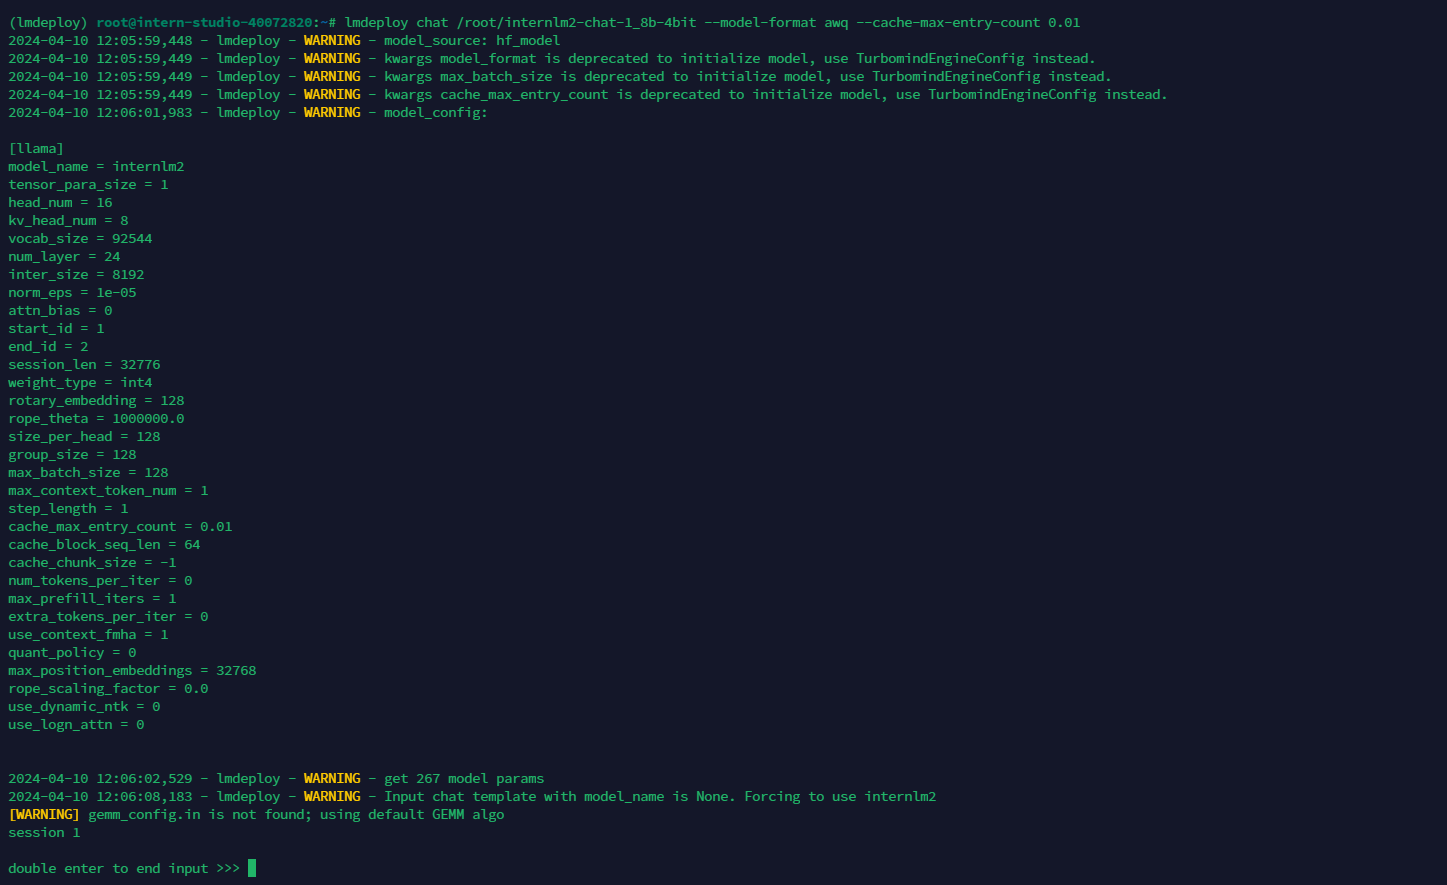 (lmdeploy) root@intern-studio-40072820:~# lmdeploy chat /root/internlm2-chat-1_8b-4bit --model-format awq --cache-max-entry-count 0.01
2024-04-10 12:05:59,448 - lmdeploy - WARNING - model_source: hf_model
2024-04-10 12:05:59,449 - lmdeploy - WARNING - kwargs model_format is deprecated to initialize model, use TurbomindEngineConfig instead.
2024-04-10 12:05:59,449 - lmdeploy - WARNING - kwargs max_batch_size is deprecated to initialize model, use TurbomindEngineConfig instead.
2024-04-10 12:05:59,449 - lmdeploy - WARNING - kwargs cache_max_entry_count is deprecated to initialize model, use TurbomindEngineConfig instead.
2024-04-10 12:06:01,983 - lmdeploy - WARNING - model_config:
[llama]
model_name = internlm2
tensor_para_size = 1
head_num = 16
kv_head_num = 8
vocab_size = 92544
num_layer = 24
inter_size = 8192
norm_eps = 1e-05
attn_bias = 0
start_id = 1
end_id = 2
session_len = 32776
weight_type = int4
rotary_embedding = 128
rope_theta = 1000000.0
size_per_head = 128
group_size = 128
max_batch_size = 128
max_context_token_num = 1
step_length = 1
cache_max_entry_count = 0.01
cache_block_seq_len = 64
cache_chunk_size = -1
num_tokens_per_iter = 0
max_prefill_iters = 1
extra_tokens_per_iter = 0
use_context_fmha = 1
quant_policy = 0
max_position_embeddings = 32768
rope_scaling_factor = 0.0
use_dynamic_ntk = 0
use_logn_attn = 0
2024-04-10 12:06:02,529 - lmdeploy - WARNING - get 267 model params
2024-04-10 12:06:08,183 - lmdeploy - WARNING - Input chat template with model_name is None. Forcing to use internlm2
[WARNING] gemm_config.in is not found; using default GEMM algo
session 1
double enter to end input >>>